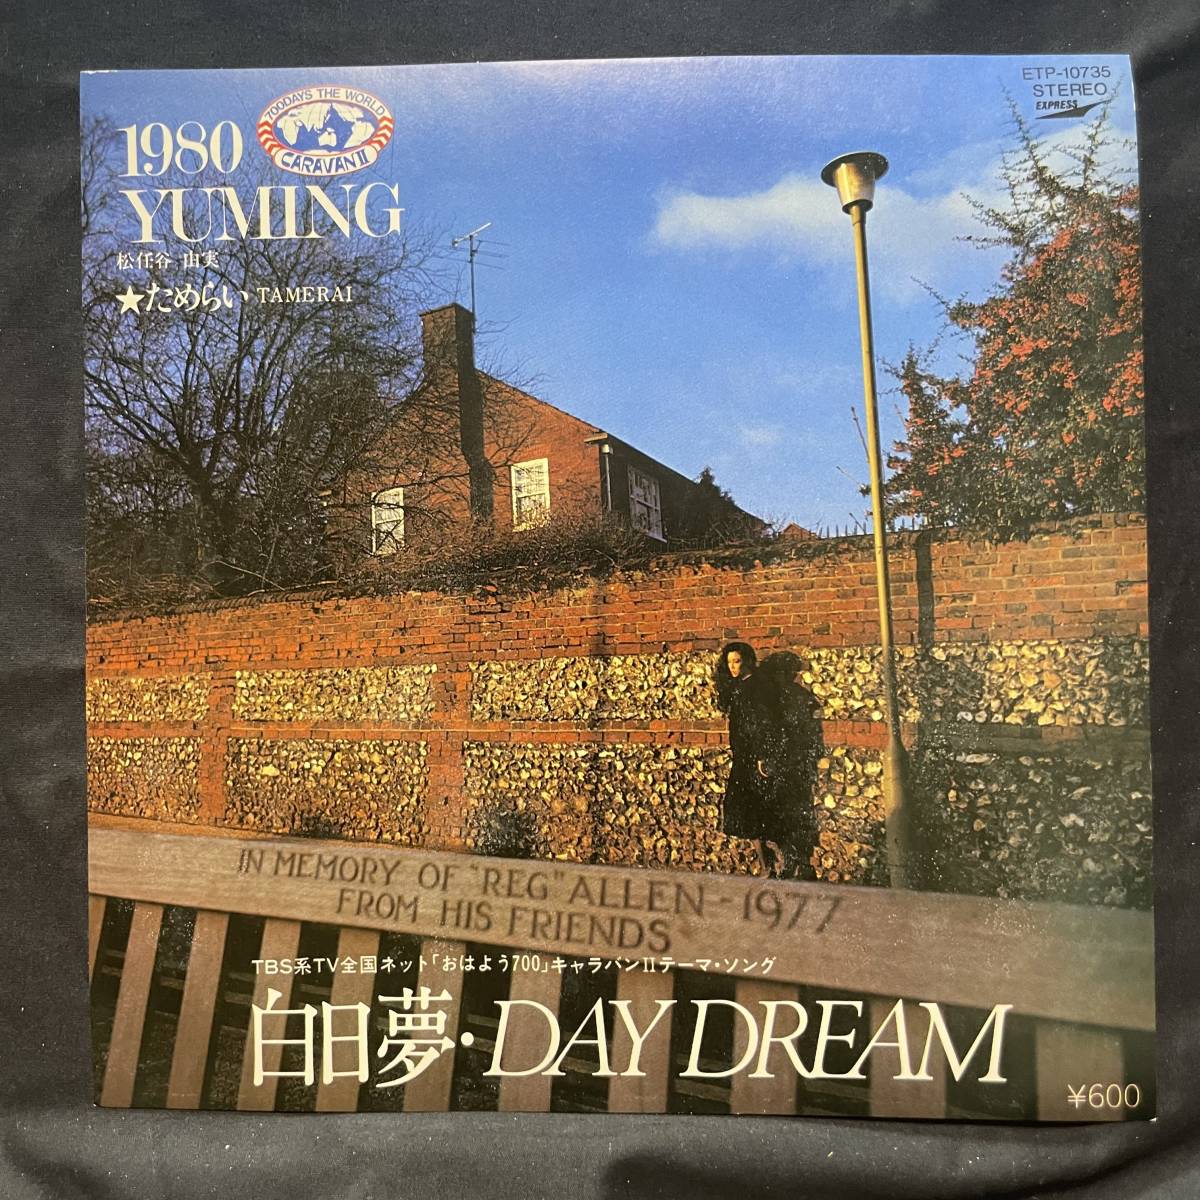 ETP-10735
STEREO
EXPRESS
700DAYS THE WORLD
CARAVAN II
1980
YUMING
松任谷 由実
★ためらい TAMERAI
IN MEMORY OF "REG" ALLEN - 1977
FROM HIS FRIENDS
TBS系TV全国ネット「おはよう700」キャラバンIIテーマ・ソング
白日夢・DAY DREAM
¥600